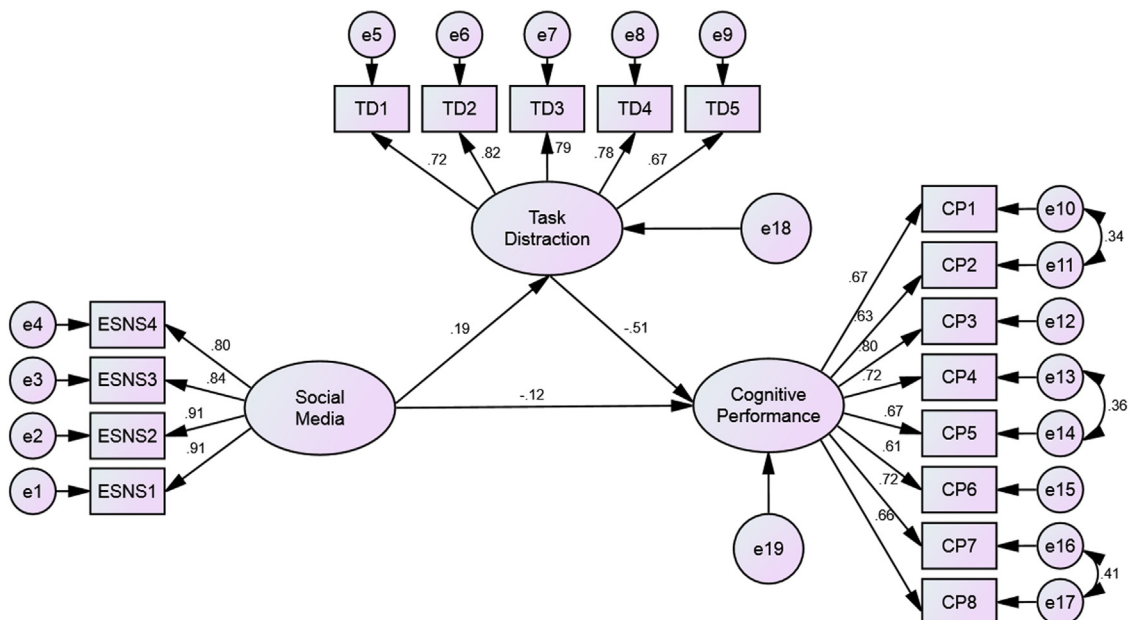 e5 e6 e7 e8 e9
TD1 TD2 TD3 TD4 TD5
.72 .82 .79 .78 .67
Task
Distraction
e18
CP1 e10
.34
CP2 e11
CP3 e12
CP4 e13
.36
CP5 e14
CP6 e15
CP7 e16
.41
CP8 e17
.67
.63
.80
.72
.67
.61
.72
.66
e4 ESNS4
e3 ESNS3
e2 ESNS2
e1 ESNS1
.80
.84
.91
.91
Social
Media
.19
-.51
-.12
Cognitive
Performance
e19